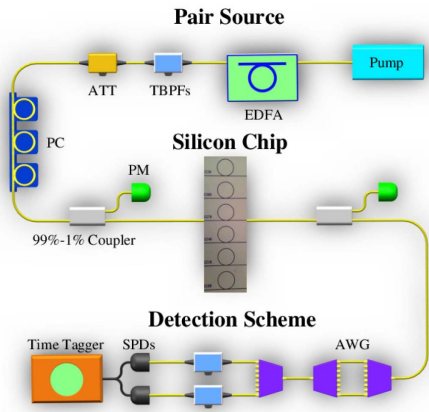 Pair Source
Pump
ATT
TBPFs
EDFA
PC
Silicon Chip
PM
99%-1% Coupler
Detection Scheme
Time Tagger
SPDs
AWG